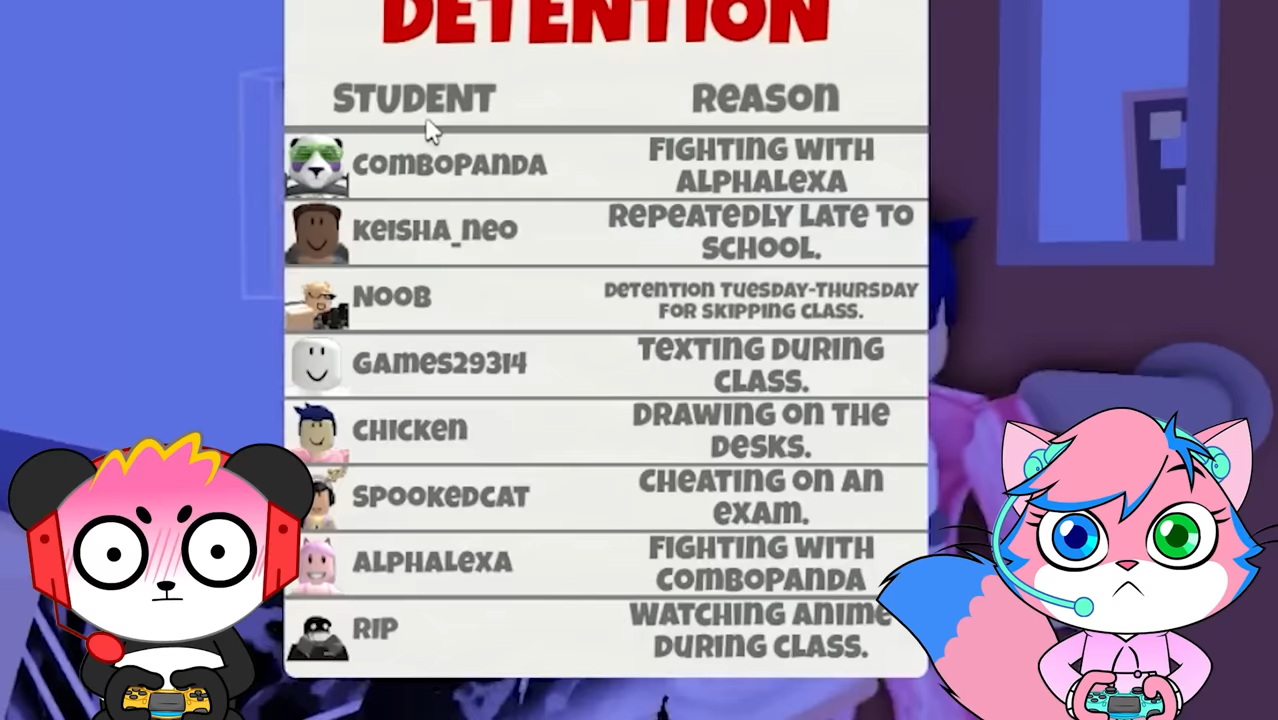 DETENTION
STUDENT REASON
COMBOPANDA FIGHTING WITH
ALPHALEXA
KEISHA_NEO REPEATEDLY LATE TO
SCHOOL.
NOOB DETENTION TUESDAY-THURSDAY
FOR SKIPPING CLASS.
GAMES29314 TEXTING DURING
CLASS.
CHICKEN DRAWING ON THE
DESKS.
SPOOKEDCAT CHEATING ON AN
EXAM.
ALPHALEXA FIGHTING WITH
COMBOPANDA
RIP WATCHING ANIME
DURING CLASS.